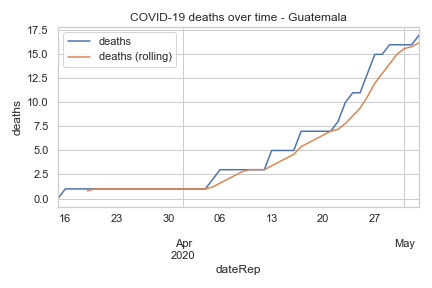 COVID-19 deaths over time - Guatemala
deaths
deaths (rolling)
17.5
15.0
12.5
10.0
7.5
5.0
2.5
0.0
deaths
16 23 30 06 13 20 27
Apr May
2020
dateRep